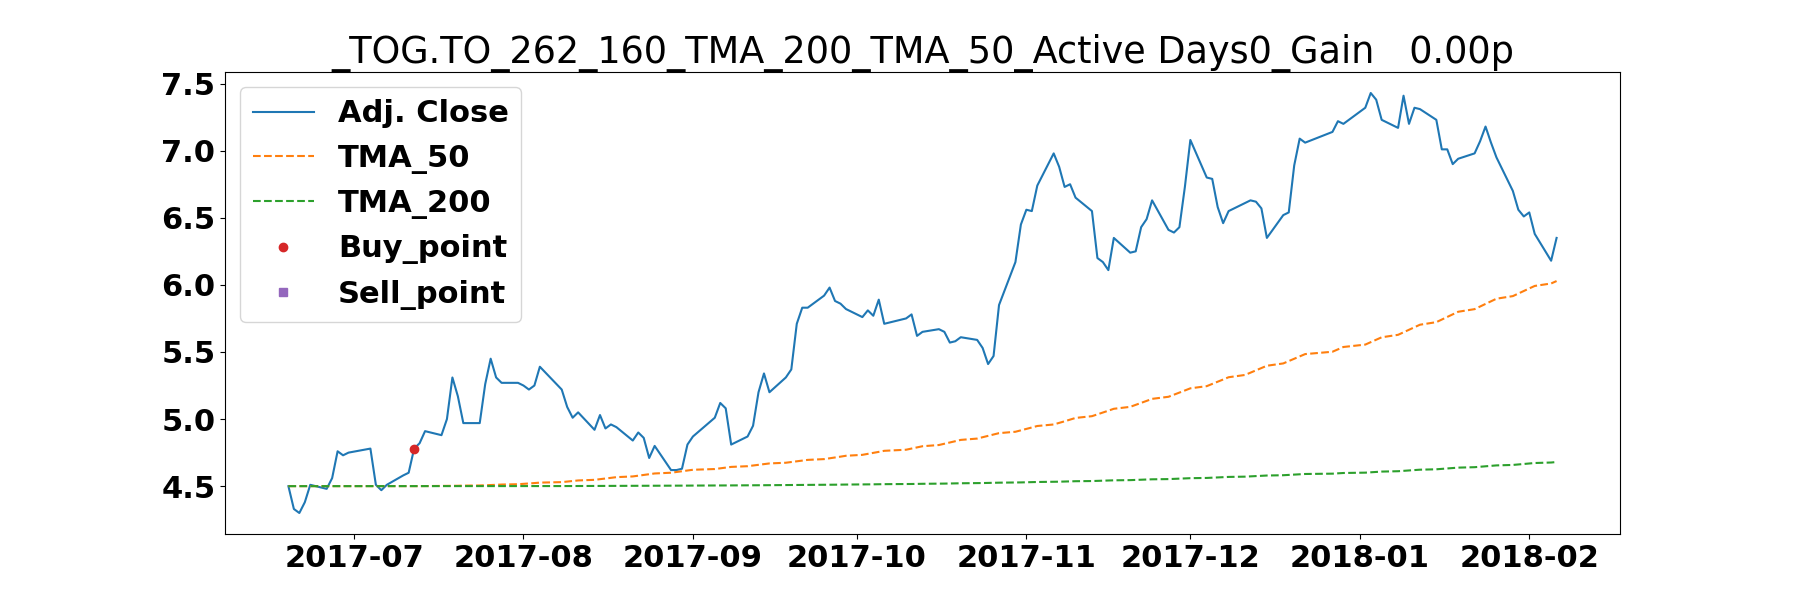 _TOG.TO_262_160_TMA_200_TMA_50_Active Days0_Gain   0.00p
7.5
7.0
6.5
6.0
5.5
5.0
4.5
Adj. Close
TMA_50
TMA_200
Buy_point
Sell_point
2017-07 2017-08 2017-09 2017-10 2017-11 2017-12 2018-01 2018-02